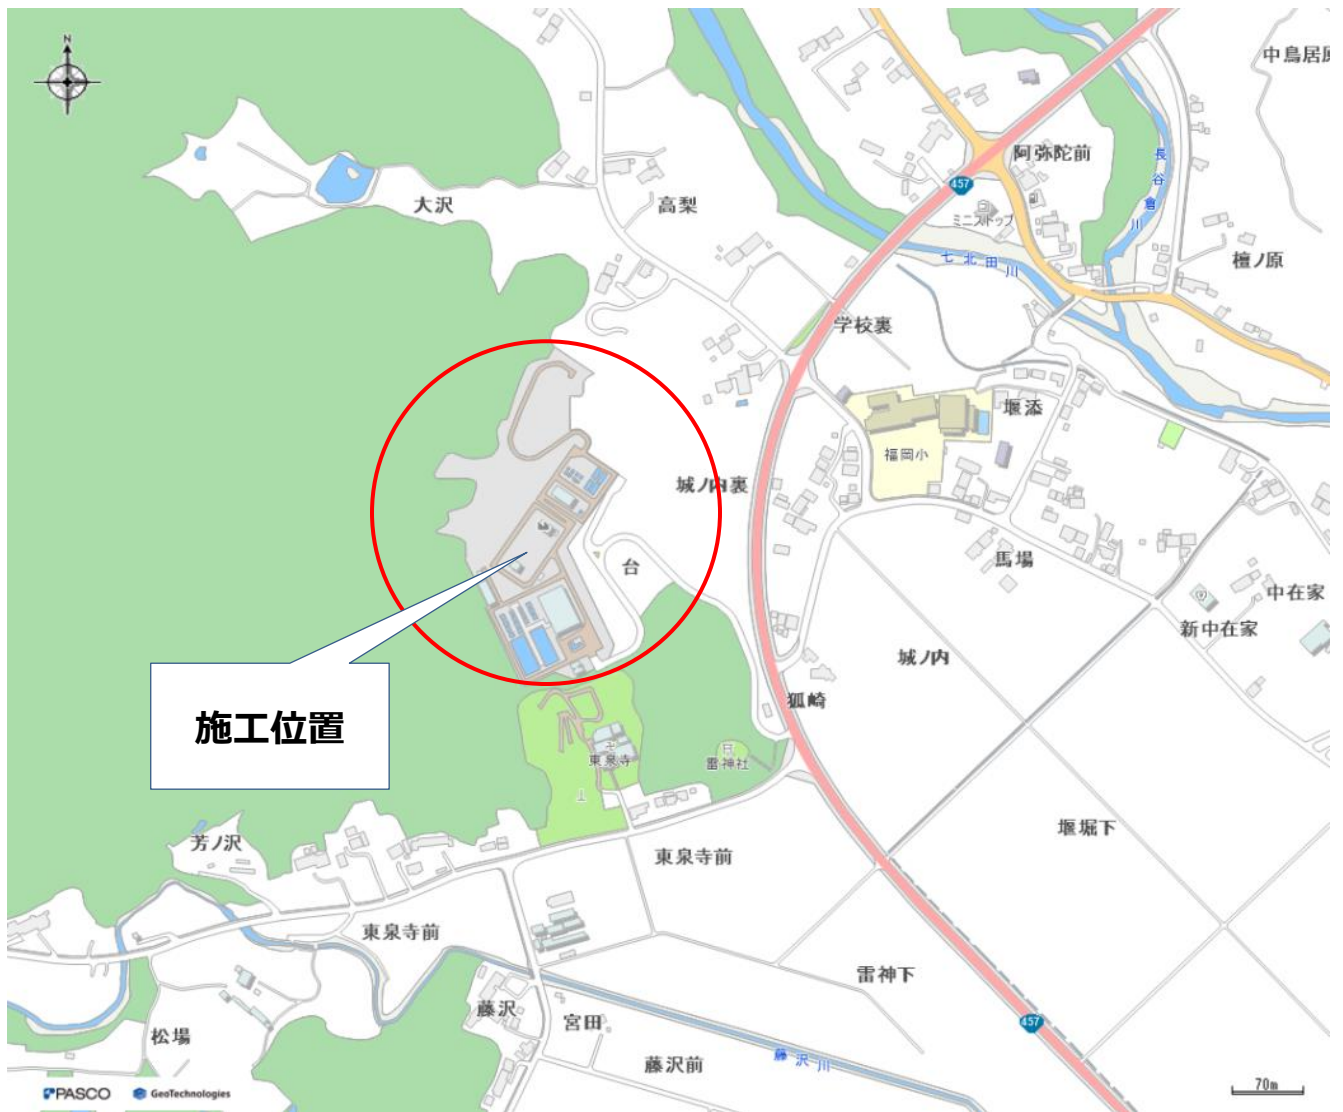 N
中鳥居原
阿弥陀前
長谷倉川
457
大沢
高梨
ミニストップ
七北田川
檀ノ原
学校裏
堰添
福岡小
城ノ内裏
馬場
台
中在家
新中在家
城ノ内
狐崎
施工位置
東泉寺
雷神社
芳ノ沢
堰堀下
東泉寺前
東泉寺前
雷神下
藤沢
宮田
457
松場
藤沢前
藤沢川
PASCO
GeoTechnologies
70m